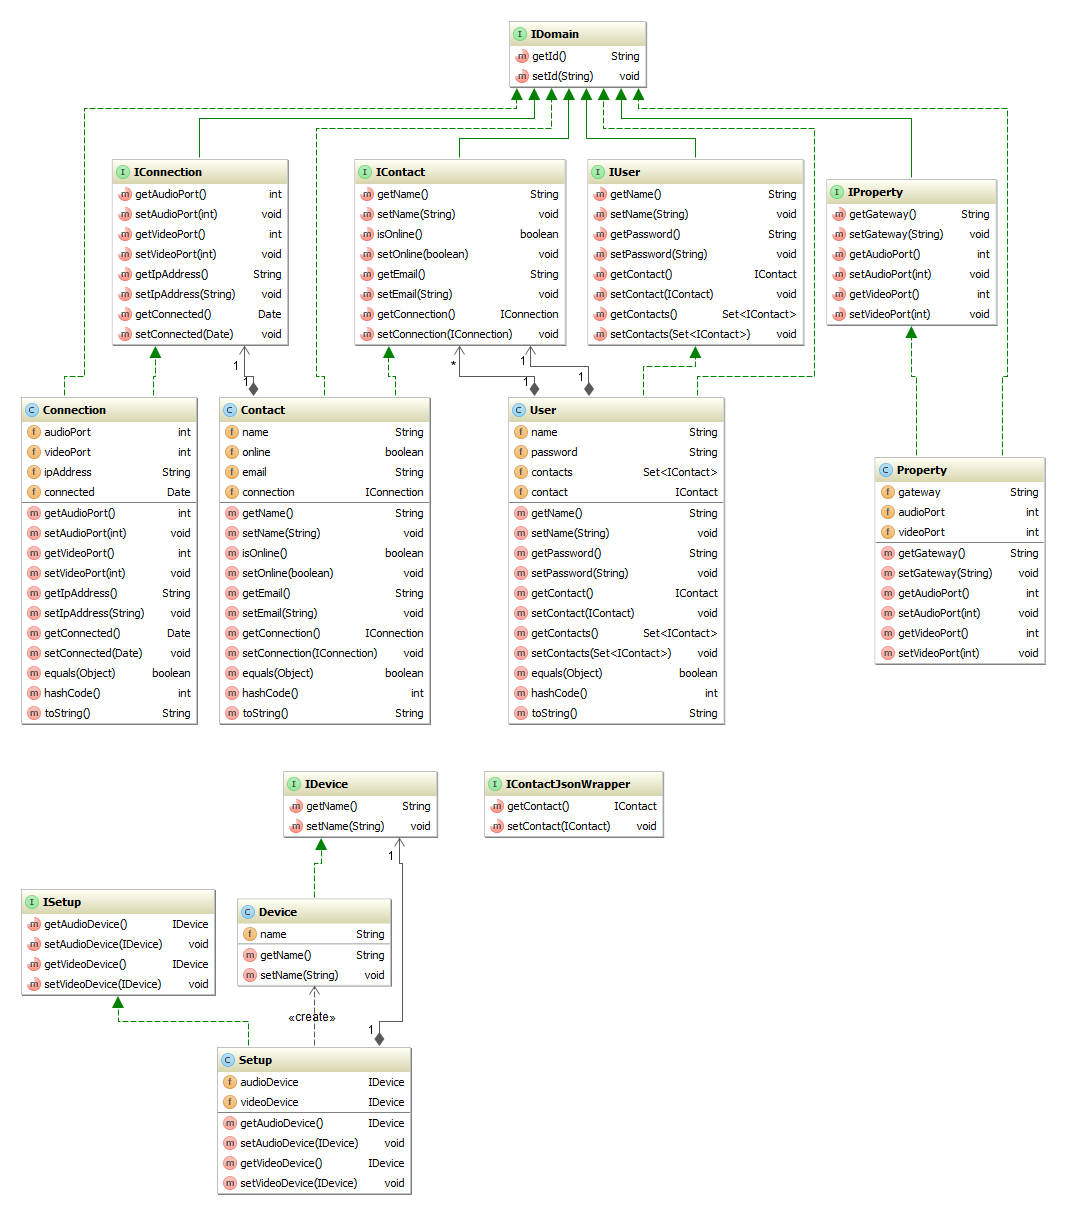 IDomain
getId() String
setId(String) void
IConnection
getAudioPort() int
setAudioPort(int) void
getVideoPort() int
setVideoPort(int) void
getIpAddress() String
setIpAddress(String) void
getConnected() Date
setConnected(Date) void
IContact
getName() String
setName(String) void
isOnline() boolean
setOnline(boolean) void
getEmail() String
setEmail(String) void
getConnection() IConnection
setConnection(IConnection) void
IUser
getName() String
setName(String) void
getPassword() String
setPassword(String) void
getContact() IContact
setContact(IContact) void
getContacts() Set<IContact>
setContacts(Set<IContact>) void
IProperty
getGateway() String
setGateway(String) void
getAudioPort() int
setAudioPort(int) void
getVideoPort() int
setVideoPort(int) void
1
1
*
1
1
1
Connection
audioPort int
videoPort int
ipAddress String
connected Date
getAudioPort() int
setAudioPort(int) void
getVideoPort() int
setVideoPort(int) void
getIpAddress() String
setIpAddress(String) void
getConnected() Date
setConnected(Date) void
equals(Object) boolean
hashCode() int
toString() String
Contact
name String
online boolean
email String
connection IConnection
getName() String
setName(String) void
isOnline() boolean
setOnline(boolean) void
getEmail() String
setEmail(String) void
getConnection() IConnection
setConnection(IConnection) void
equals(Object) boolean
hashCode() int
toString() String
User
name String
password String
contacts Set<IContact>
contact IContact
getName() String
setName(String) void
getPassword() String
setPassword(String) void
getContact() IContact
setContact(IContact) void
getContacts() Set<IContact>
setContacts(Set<IContact>) void
equals(Object) boolean
hashCode() int
toString() String
Property
gateway String
audioPort int
videoPort int
getGateway() String
setGateway(String) void
getAudioPort() int
setAudioPort(int) void
getVideoPort() int
setVideoPort(int) void
IDevice
getName() String
setName(String) void
IContactJsonWrapper
getContact() IContact
setContact(IContact) void
1
ISetup
getAudioDevice() IDevice
setAudioDevice(IDevice) void
getVideoDevice() IDevice
setVideoDevice(IDevice) void
Device
name String
getName() String
setName(String) void
«create»
1
Setup
audioDevice IDevice
videoDevice IDevice
getAudioDevice() IDevice
setAudioDevice(IDevice) void
getVideoDevice() IDevice
setVideoDevice(IDevice) void